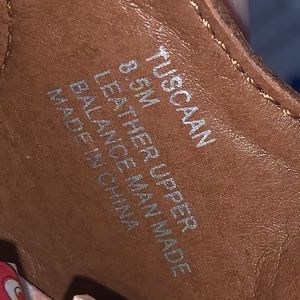 TUSCAAN
8.5M
LEATHER UPPER
BALANCE MAN MADE
MADE IN CHINA